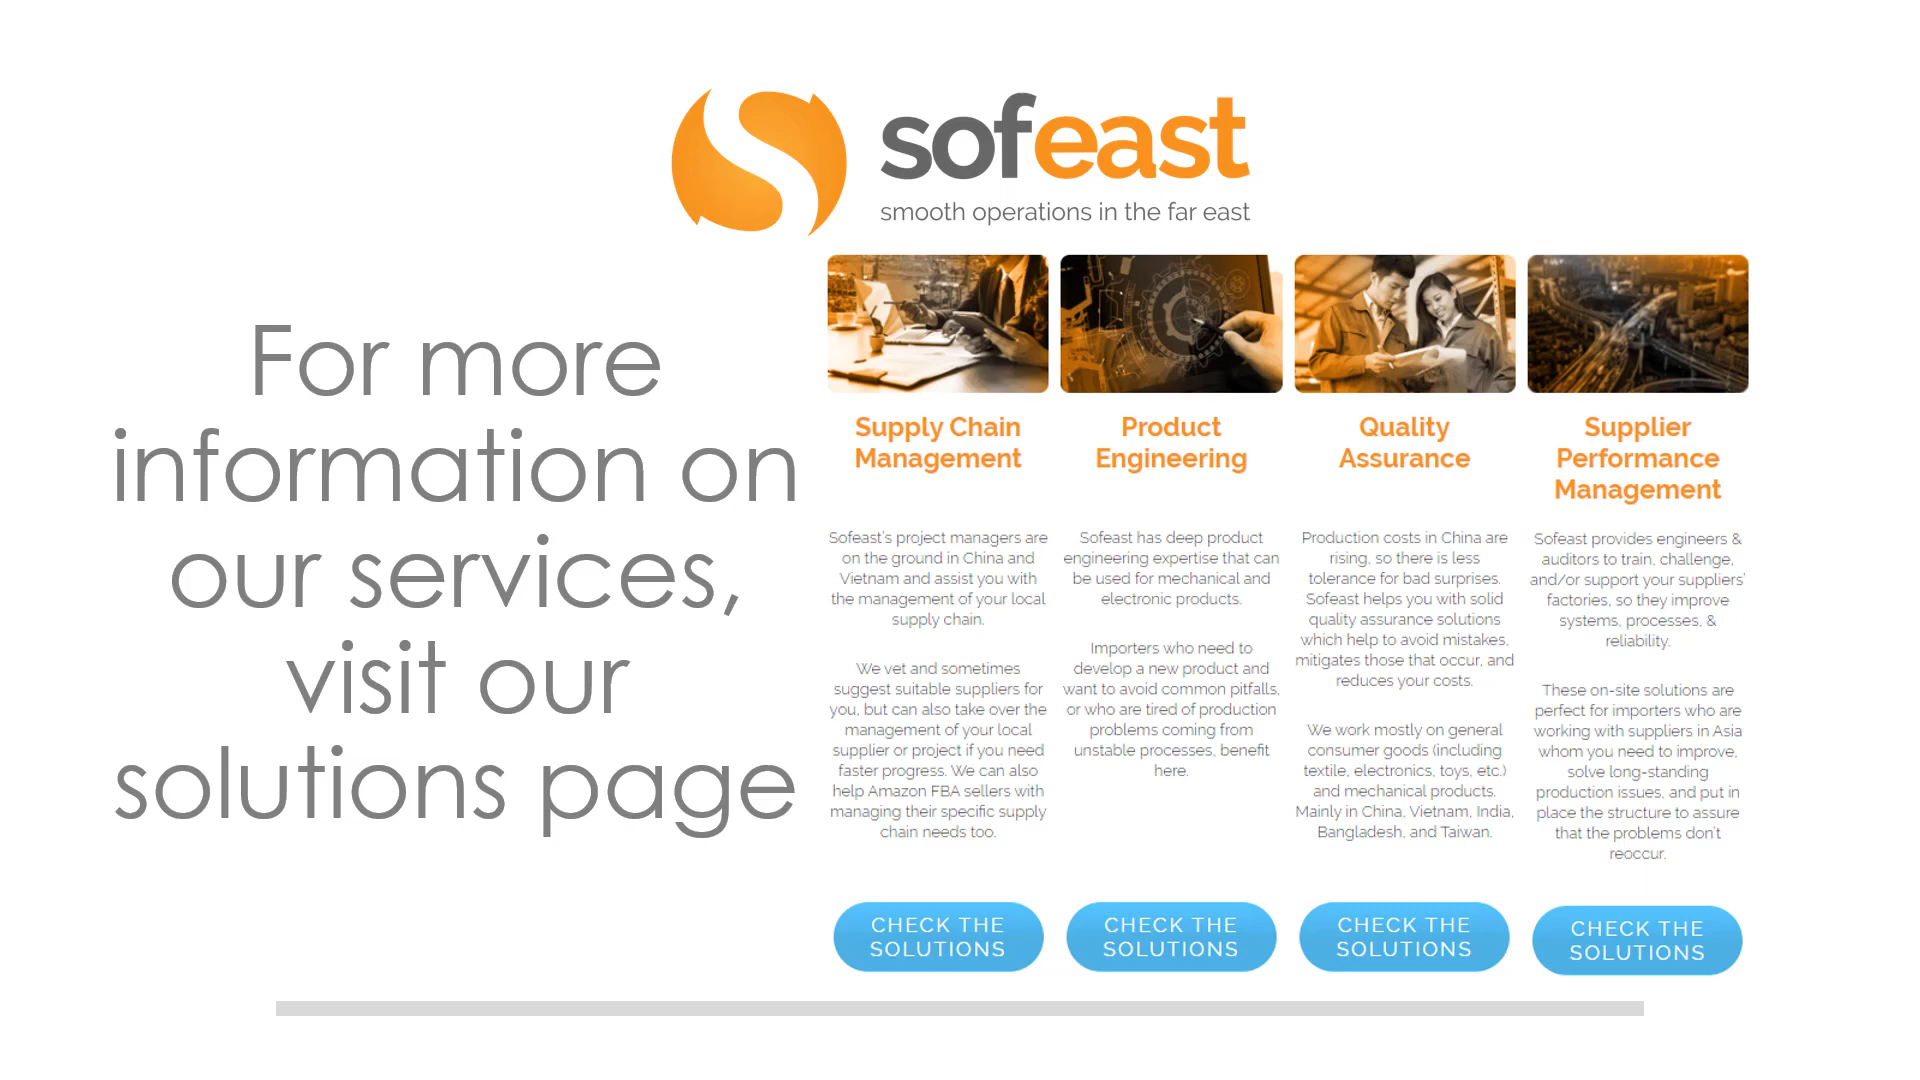 sofeast
smooth operations in the far east
For more
information on
our services,
visit our
solutions page
Supply Chain
Management
Sofeast's project managers are
on the ground in China and
Vietnam and assist you with
the management of your local
supply chain.
We vet and sometimes
suggest suitable suppliers for
you, but can also take over the
management of your local
supplier or project if you need
faster progress. We can also
help Amazon FBA sellers with
managing their specific supply
chain needs too.
CHECK THE
SOLUTIONS
Product
Engineering
Sofeast has deep product
engineering expertise that can
be used for mechanical and
electronic products.
Importers who need to
develop a new product and
want to avoid common pitfalls,
or who are tired of production
problems coming from
unstable processes, benefit
here.
CHECK THE
SOLUTIONS
Quality
Assurance
Production costs in China are
rising, so there is less
tolerance for bad surprises.
Sofeast helps you with solid
quality assurance solutions
which help to avoid mistakes,
mitigates those that occur, and
reduces your costs.
We work mostly on general
consumer goods (including
textile, electronics, toys, etc.)
and mechanical products.
Mainly in China, Vietnam, India,
Bangladesh, and Taiwan.
CHECK THE
SOLUTIONS
Supplier
Performance
Management
Sofeast provides engineers &
auditors to train, challenge,
and/or support your suppliers'
factories, so they improve
systems, processes, &
reliability.
These on-site solutions are
perfect for importers who are
working with suppliers in Asia
whom you need to improve,
solve long-standing
production issues, and put in
place the structure to assure
that the problems don't
reoccur.
CHECK THE
SOLUTIONS